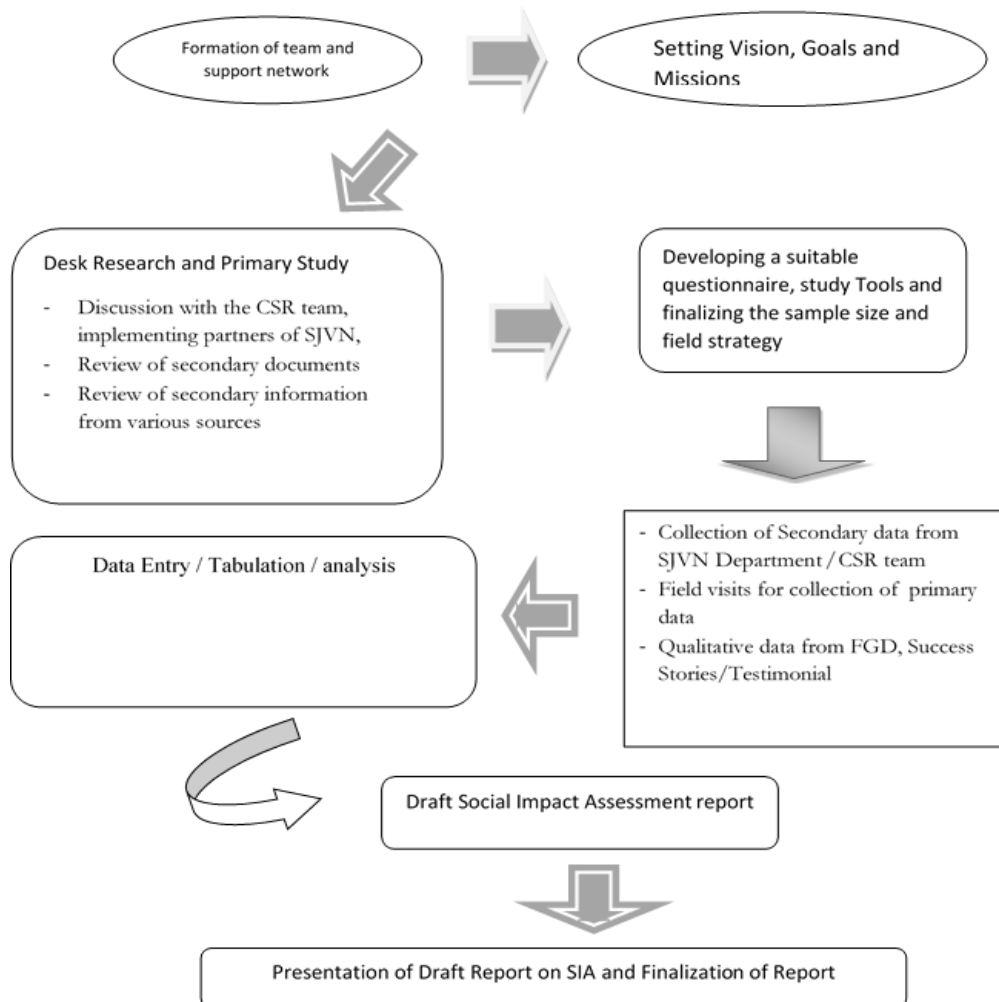 Formation of team and
support network
Setting Vision, Goals and
Missions
Desk Research and Primary Study
- Discussion with the CSR team,
implementing partners of SJVN,
- Review of secondary documents
- Review of secondary information
from various sources
Developing a suitable
questionnaire, study Tools and
finalizing the sample size and
field strategy
- Collection of Secondary data from
SJVN Department/CSR team
- Field visits for collection of primary
data
- Qualitative data from FGD, Success
Stories/Testimonial
Data Entry / Tabulation / analysis
Draft Social Impact Assessment report
Presentation of Draft Report on SIA and Finalization of Report